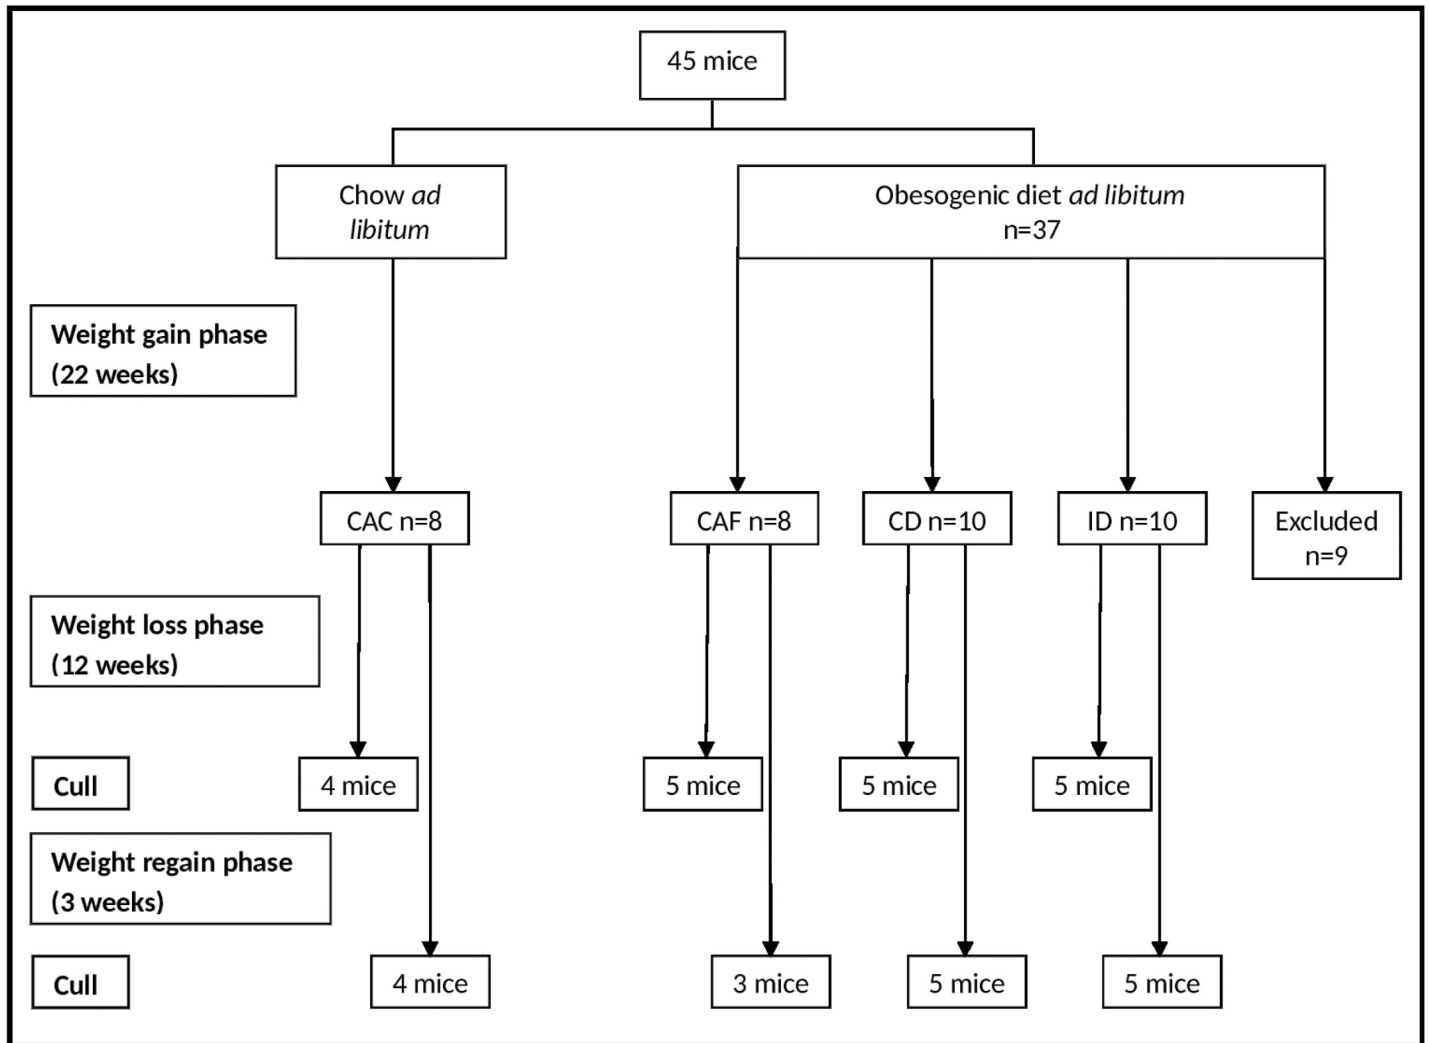 45 mice
Chow ad
libitum
Obesogenic diet ad libitum
n=37
Weight gain phase
(22 weeks)
CAC n=8
CAF n=8
CD n=10
ID n=10
Excluded
n=9
Weight loss phase
(12 weeks)
Cull
4 mice
5 mice
5 mice
5 mice
Weight regain phase
(3 weeks)
Cull
4 mice
3 mice
5 mice
5 mice